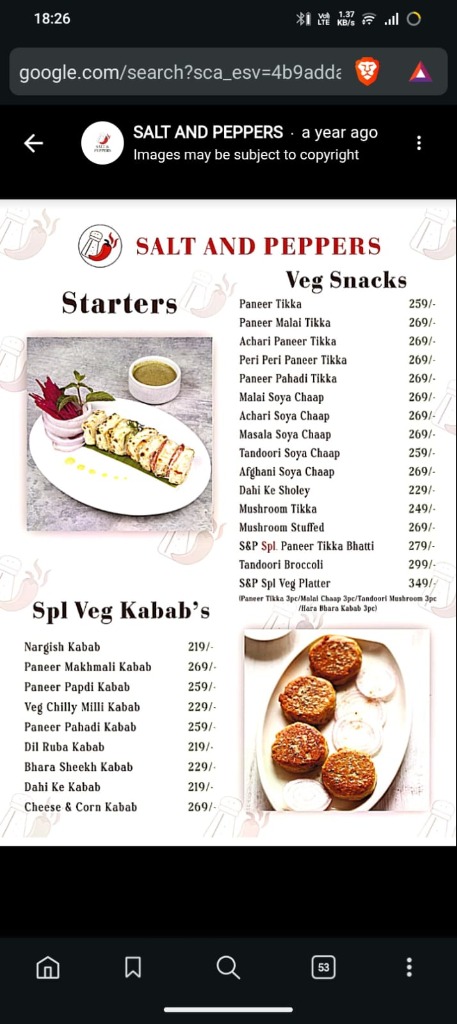 18:26
Vo) LTE
1.37 KB/s
google.com/search?sca_esv=4b9adda
SALT AND PEPPERS · a year ago
Images may be subject to copyright
SALT AND PEPPERS
Starters
Veg Snacks
Paneer Tikka 259/-
Paneer Malai Tikka 269/-
Achari Paneer Tikka 269/-
Peri Peri Paneer Tikka 269/-
Paneer Pahadi Tikka 269/-
Malai Soya Chaap 269/-
Achari Soya Chaap 269/-
Masala Soya Chaap 269/-
Tandoori Soya Chaap 259/-
Afghani Soya Chaap 269/-
Dahi Ke Sholey 229/-
Mushroom Tikka 249/-
Mushroom Stuffed 269/-
S&P Spl. Paneer Tikka Bhatti 279/-
Tandoori Broccoli 299/-
S&P Spl Veg Platter 349/-
(Paneer Tikka 3pc/Malai Chaap 3pc/Tandoori Mushroom 3pc
/Hara Bhara Kabab 3pc)
Spl Veg Kabab's
Nargish Kabab 219/-
Paneer Makhmali Kabab 269/-
Paneer Papdi Kabab 259/-
Veg Chilly Milli Kabab 229/-
Paneer Pahadi Kabab 259/-
Dil Ruba Kabab 219/-
Bhara Sheekh Kabab 229/-
Dahi Ke Kabab 219/-
Cheese & Corn Kabab 269/-
53